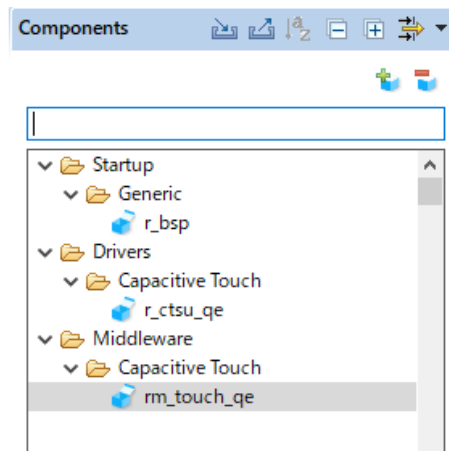 Components
Startup
Generic
r_bsp
Drivers
Capacitive Touch
r_ctsu_qe
Middleware
Capacitive Touch
rm_touch_qe